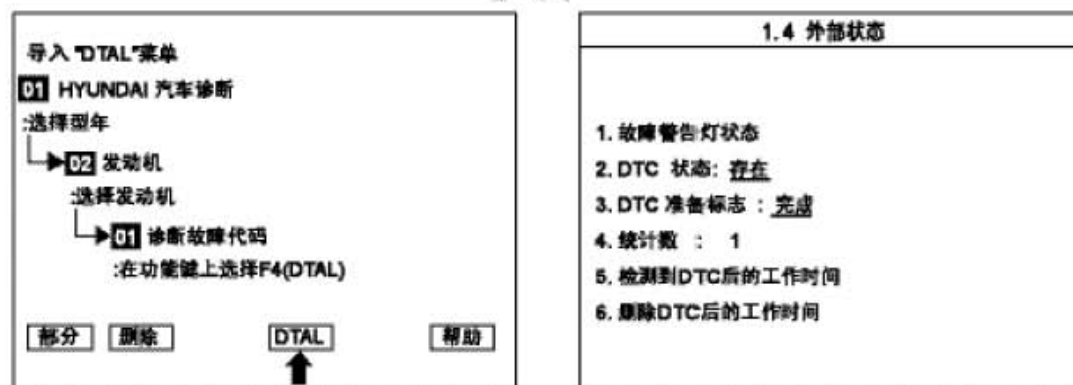 导入"DTAL"菜单
01 HYUNDAI 汽车诊断
:选择型年
02 发动机
:选择发动机
01 诊断故障代码
:在功能键上选择F4(DTAL)
部分 删除 DTAL 帮助
1.4 外部状态
1. 故障警告灯状态
2. DTC 状态: 存在
3. DTC 准备标志 : 完成
4. 统计数 : 1
5. 检测到DTC后的工作时间
6. 删除DTC后的工作时间